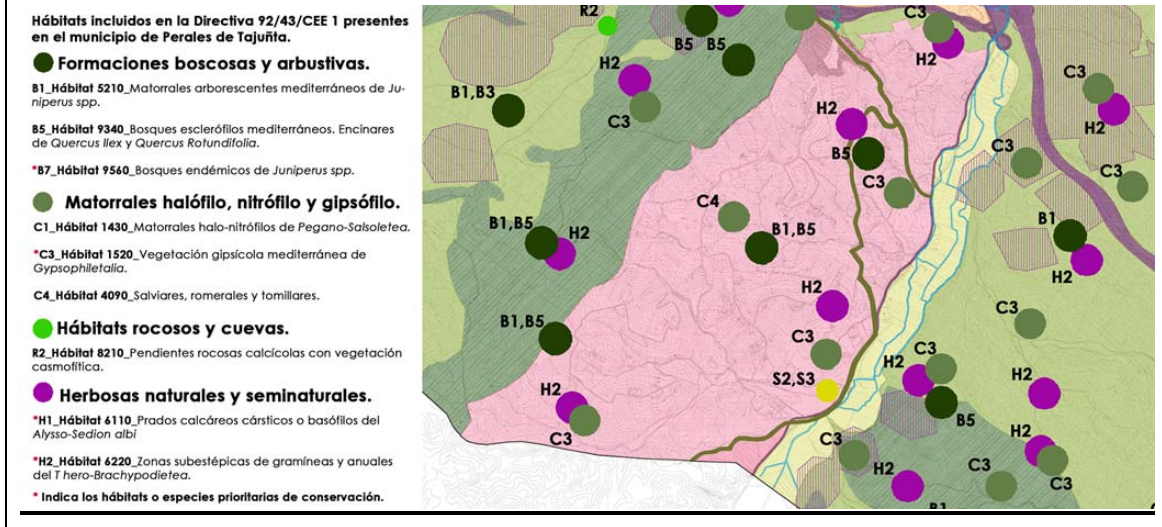 Hábitats incluidos en la Directiva 92/43/CEE 1 presentes
en el municipio de Perales de Tajuñta.
Formaciones boscosas y arbustivas.
B1_Hábitat 5210_Matorrales arborescentes mediterráneos de Ju-
niperus spp.
B5_Hábitat 9340_Bosques esclerófilos mediterráneos. Encinares
de Quercus Ilex y Quercus Rotundifolia.
*B7_Hábitat 9560_Bosques endémicos de Juniperus spp.
Matorrales halófilo, nitrófilo y gipsófilo.
C1_Hábitat 1430_Matorrales halo-nitrófilos de Pegano-Salsoletea.
*C3_Hábitat 1520_Vegetación gipsícola mediterránea de
Gypsophiletalia.
C4_Hábitat 4090_Salviares, romerales y tomillares.
Hábitats rocosos y cuevas.
R2_Hábitat 8210_Pendientes rocosas calcícolas con vegetación
casmofítica.
Herbosas naturales y seminaturales.
*H1_Hábitat 6110_Prados calcáreos cársticos o basófilos del
Alysso-Sedion albi
*H2_Hábitat 6220_Zonas subestépicas de gramíneas y anuales
del T hero-Brachypodietea.
* Indica los hábitats o especies prioritarias de conservación.
R2
B5
B5
C3
H2
H2
C3
B1,B3
C3
H2
H2
B5
C3
C3
C3
C4
B1,B5
B1,B5
H2
B1
H2
H2
C3
B1,B5
C3
S2,S3
H2
C3
B5
H2
H2
C3
C3
H2
C3
H2
C3
B1